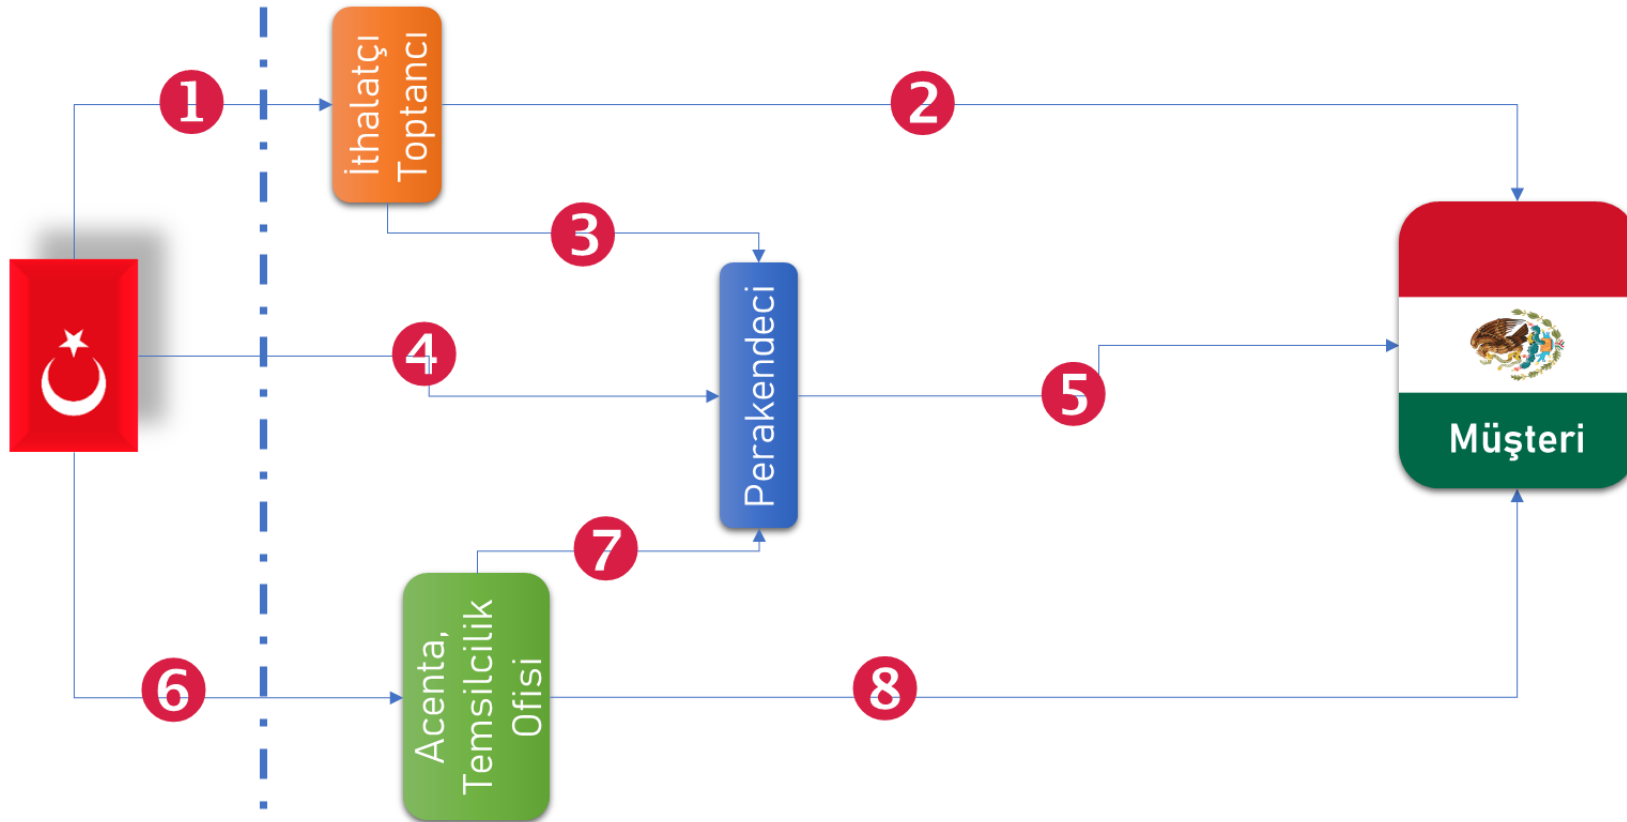 1
İthalatçı
Toptancı
2
3
4
Perakendeci
5
Müşteri
6
Acenta,
Temsilcilik
Ofisi
7
8